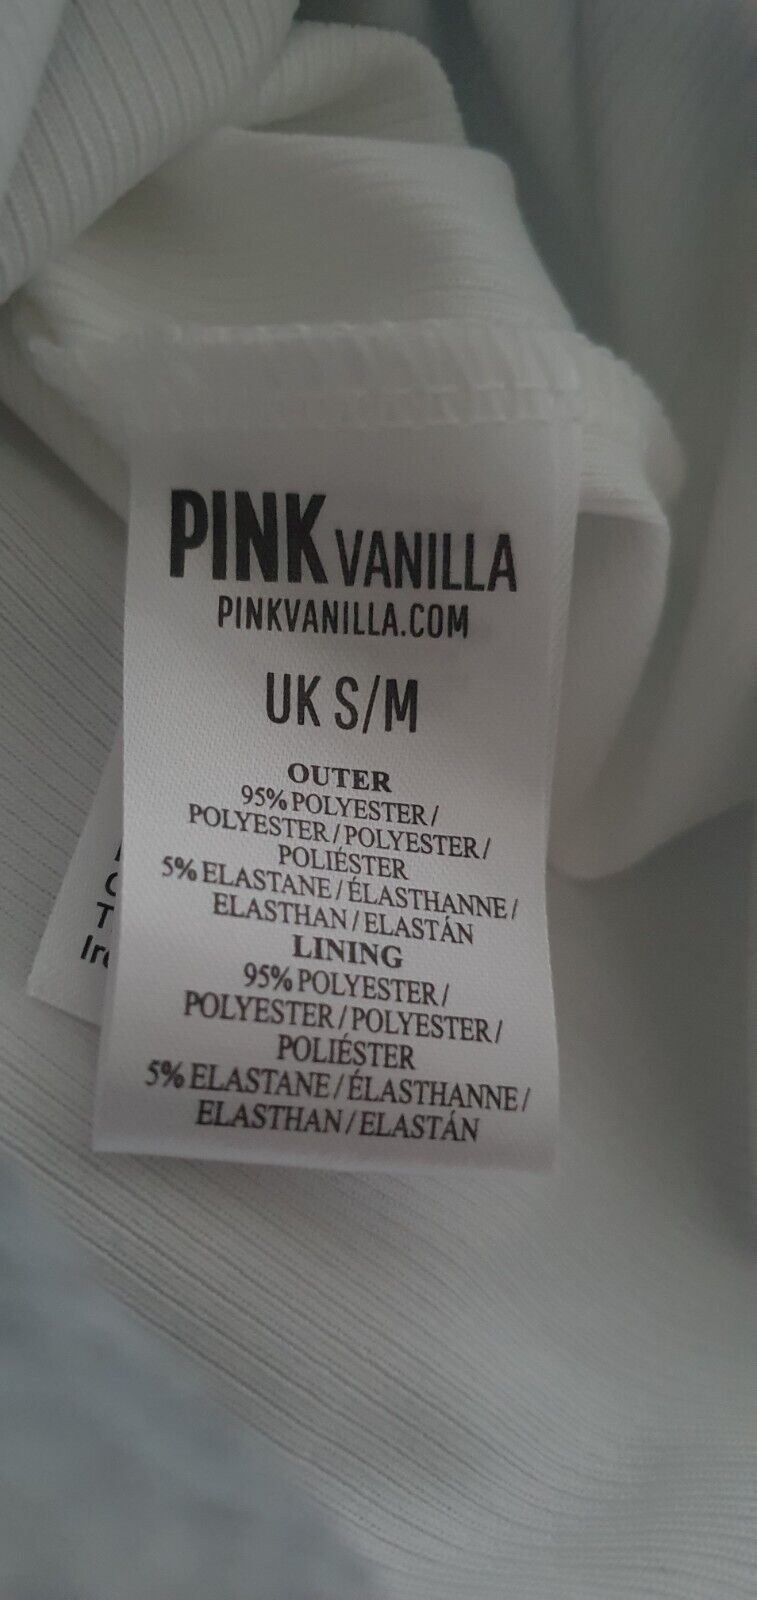 PINK VANILLA
PINKVANILLA.COM
UK S/M
OUTER
95% POLYESTER/
POLYESTER/POLYESTER/
POLIÉSTER
5% ELASTANE/ÉLASTHANNE/
ELASTHAN/ELASTÁN
LINING
95% POLYESTER/
POLYESTER/POLYESTER/
POLIÉSTER
5% ELASTANE/ÉLASTHANNE/
ELASTHAN/ELASTÁN